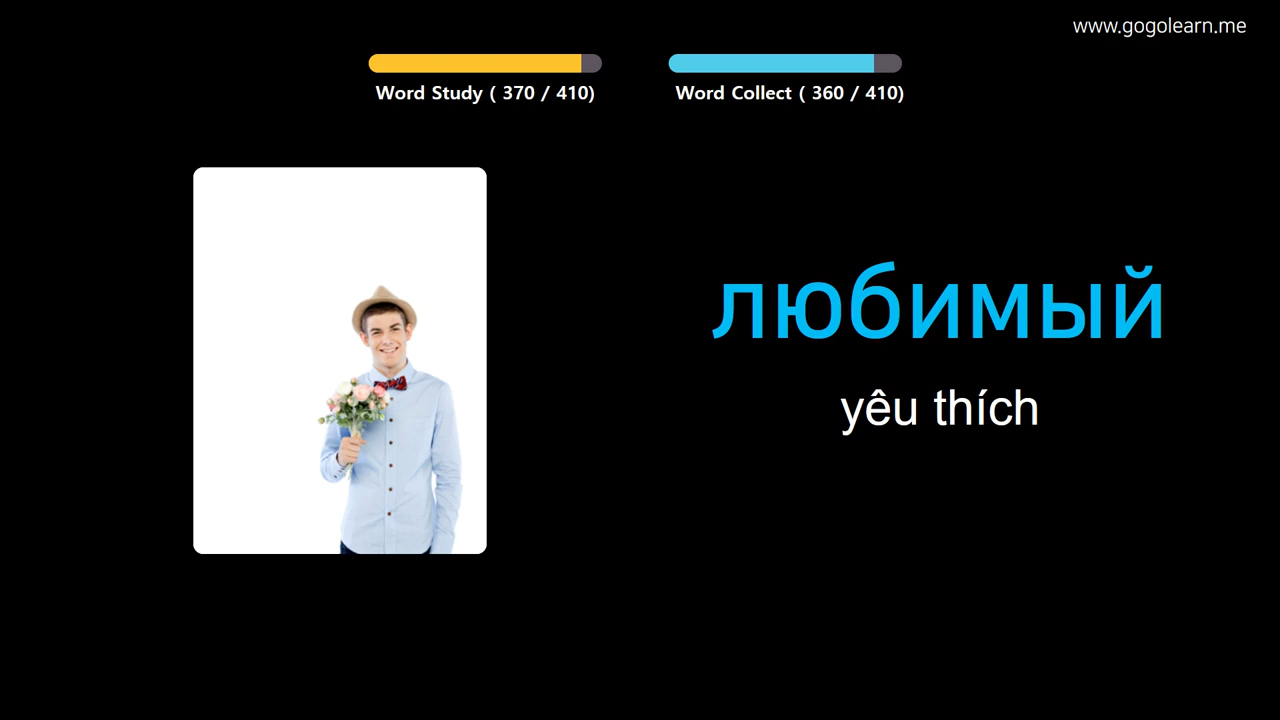 www.gogolearn.me
Word Study ( 370 / 410)
Word Collect ( 360 / 410)
любимый
yêu thích